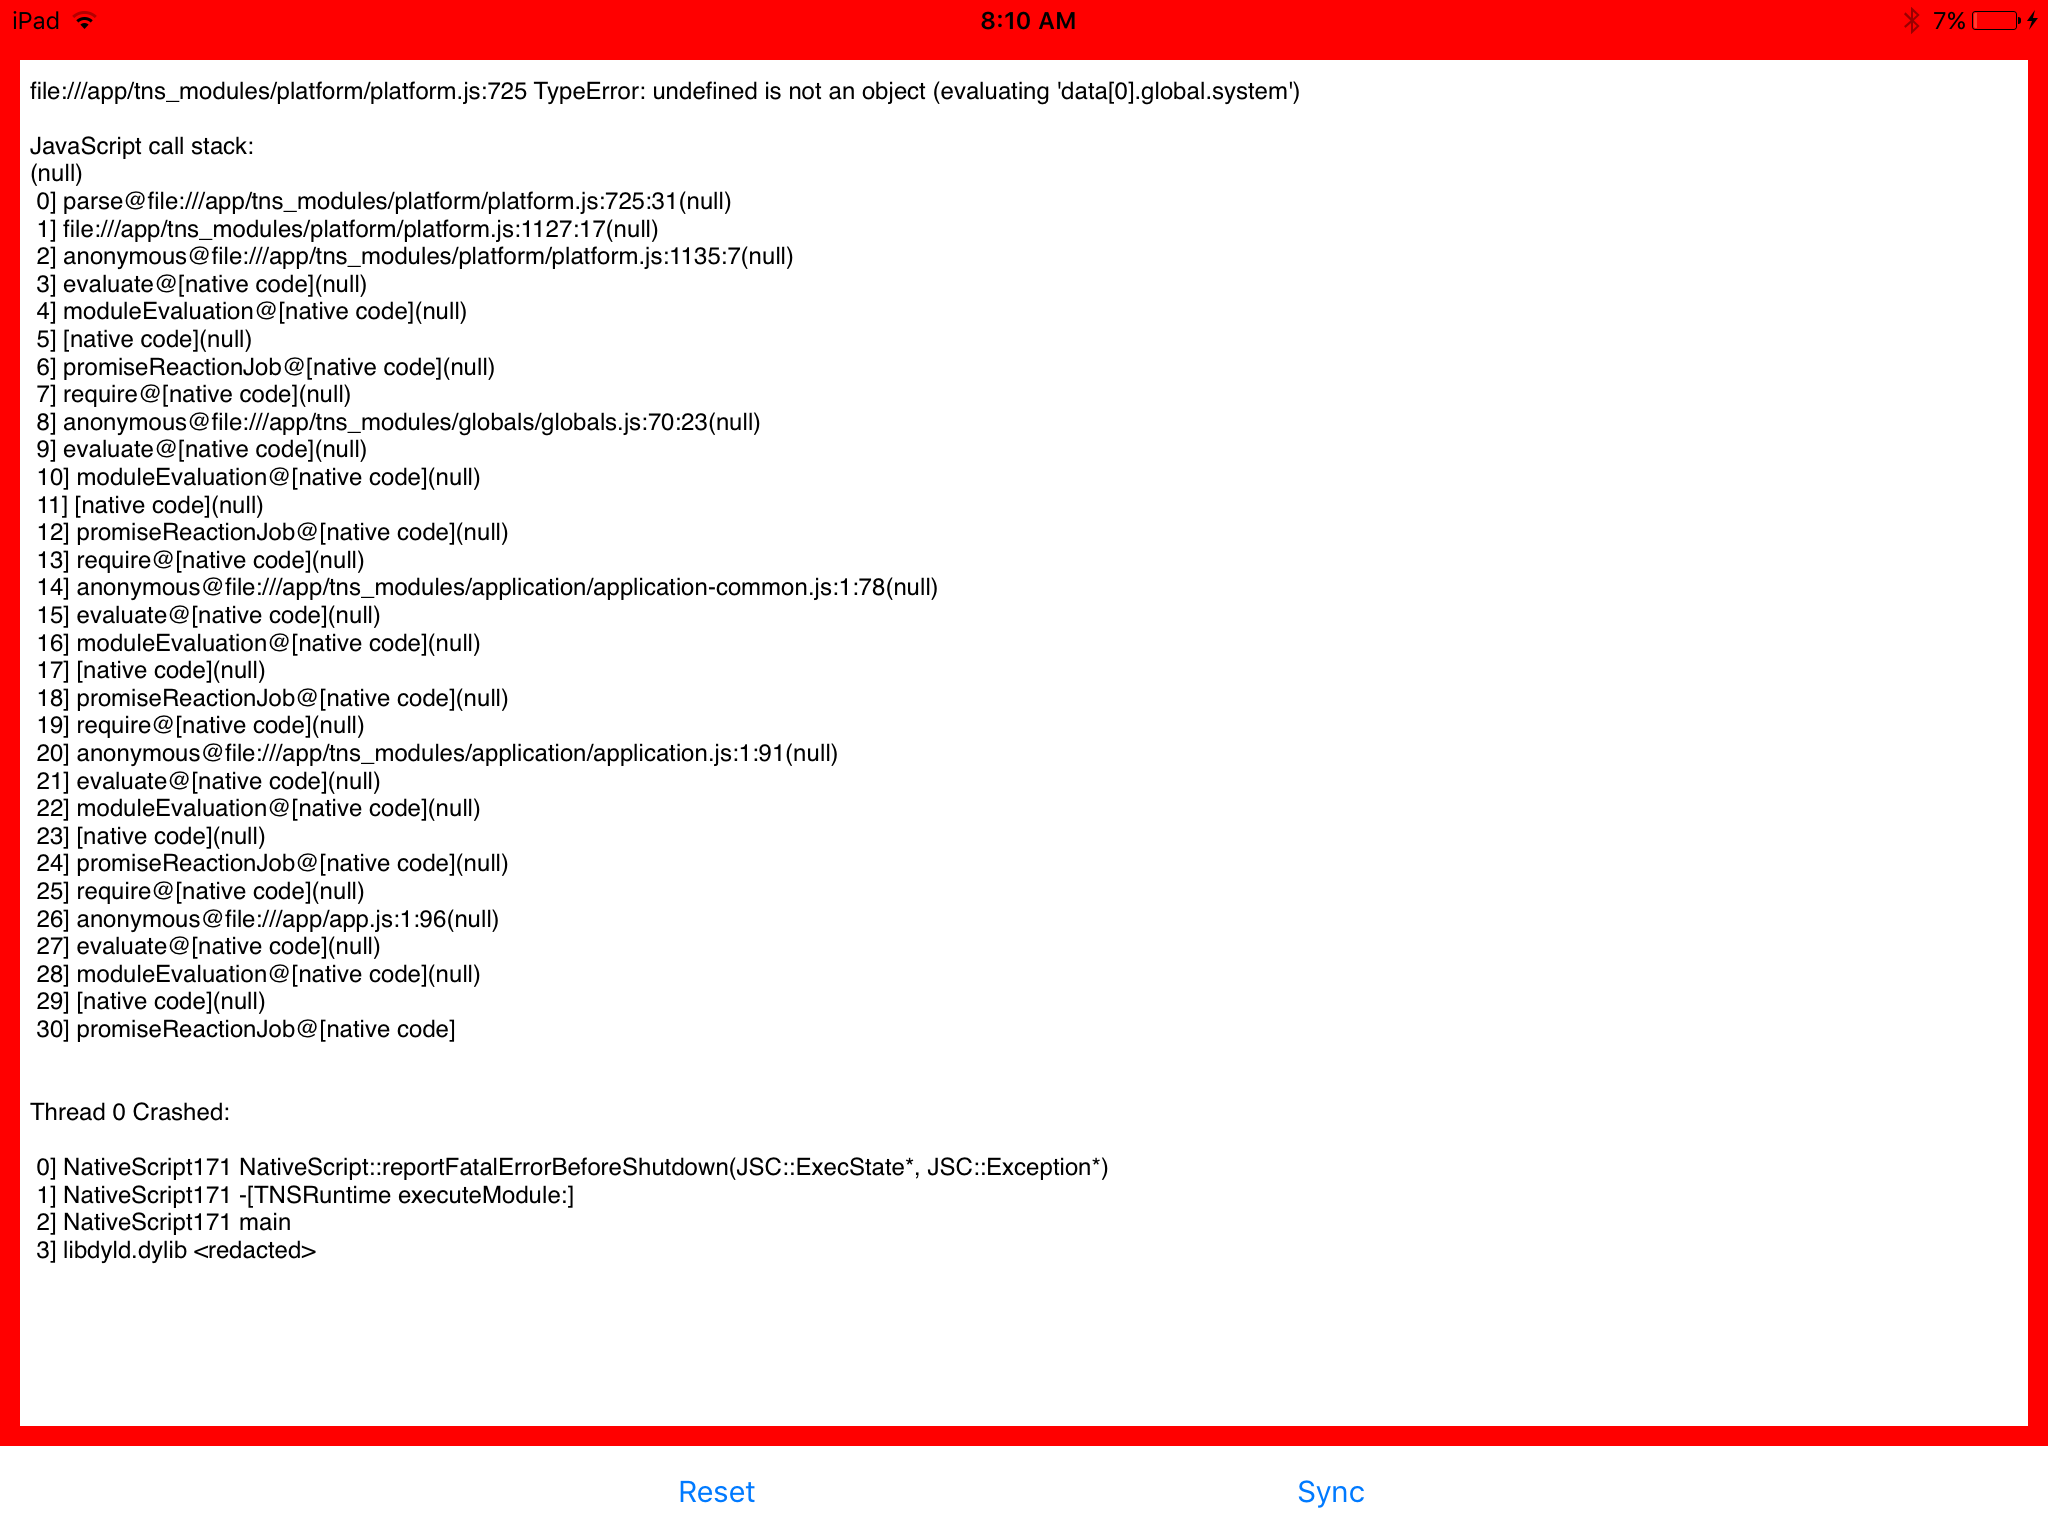 iPad 8:10 AM 7%
file:///app/tns_modules/platform/platform.js:725 TypeError: undefined is not an object (evaluating 'data[0].global.system')
JavaScript call stack:
(null)
0] parse@file:///app/tns_modules/platform/platform.js:725:31(null)
1] file:///app/tns_modules/platform/platform.js:1127:17(null)
2] anonymous@file:///app/tns_modules/platform/platform.js:1135:7(null)
3] evaluate@[native code](null)
4] moduleEvaluation@[native code](null)
5] [native code](null)
6] promiseReactionJob@[native code](null)
7] require@[native code](null)
8] anonymous@file:///app/tns_modules/globals/globals.js:70:23(null)
9] evaluate@[native code](null)
10] moduleEvaluation@[native code](null)
11] [native code](null)
12] promiseReactionJob@[native code](null)
13] require@[native code](null)
14] anonymous@file:///app/tns_modules/application/application-common.js:1:78(null)
15] evaluate@[native code](null)
16] moduleEvaluation@[native code](null)
17] [native code](null)
18] promiseReactionJob@[native code](null)
19] require@[native code](null)
20] anonymous@file:///app/tns_modules/application/application.js:1:91(null)
21] evaluate@[native code](null)
22] moduleEvaluation@[native code](null)
23] [native code](null)
24] promiseReactionJob@[native code](null)
25] require@[native code](null)
26] anonymous@file:///app/app.js:1:96(null)
27] evaluate@[native code](null)
28] moduleEvaluation@[native code](null)
29] [native code](null)
30] promiseReactionJob@[native code]
Thread 0 Crashed:
0] NativeScript171 NativeScript::reportFatalErrorBeforeShutdown(JSC::ExecState*, JSC::Exception*)
1] NativeScript171 -[TNSRuntime executeModule:]
2] NativeScript171 main
3] libdyld.dylib <redacted>
Reset Sync